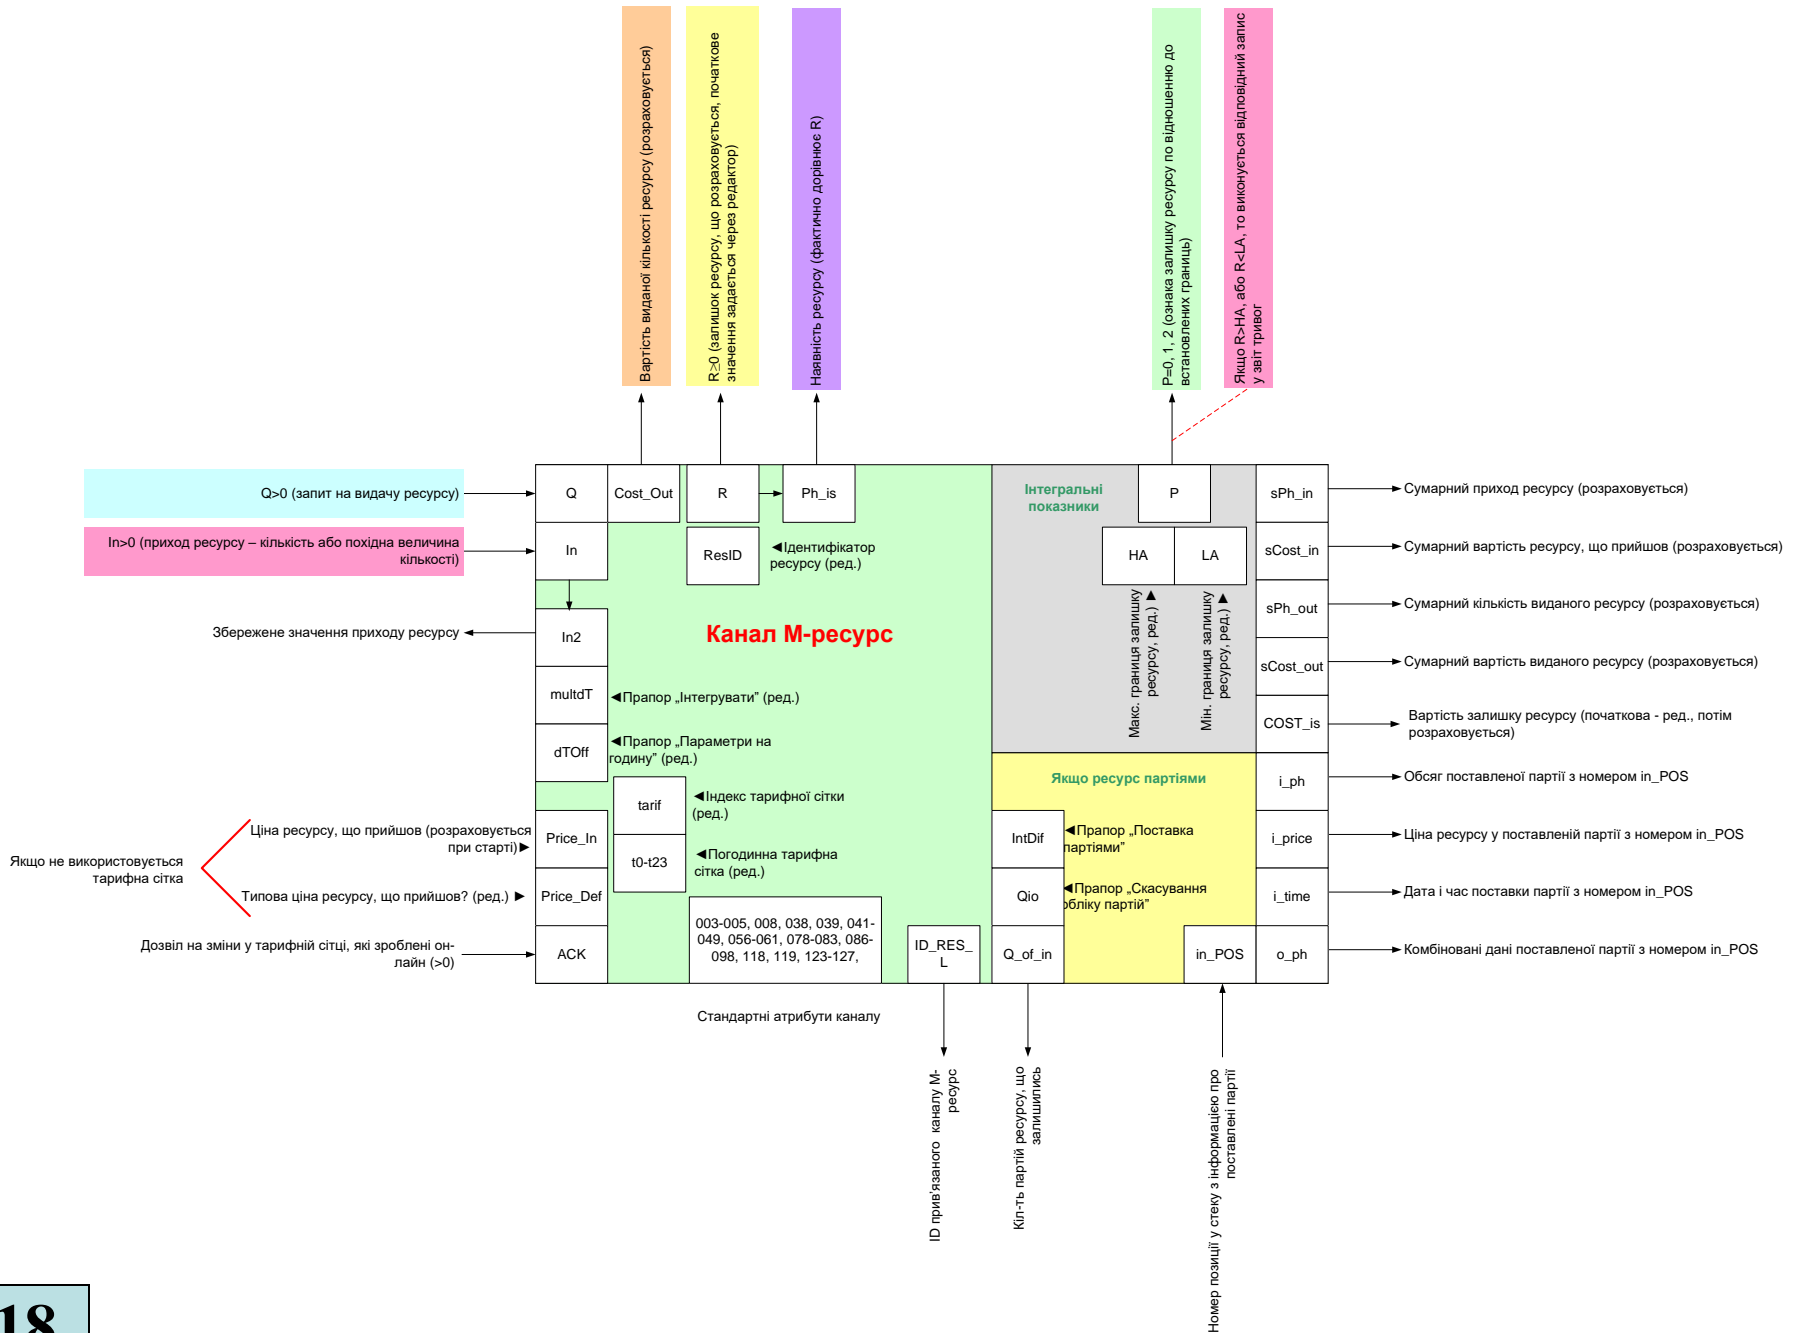 Вартість виданої кількості ресурсу (розраховується)
R≥0 (залишок ресурсу, що розраховується, початкове
значення задається через редактор)
Наявність ресурсу (фактично дорівнює R)
P=0, 1, 2 (ознака залишку ресурсу по відношенню до
встановлених границь)
Якщо R>HA, або R<LA, то виконується відповідний запис
у звіт тривог
Q>0 (запит на видачу ресурсу)
In>0 (приход ресурсу – кількість або похідна величина
кількості)
Збережене значення приходу ресурсу
Якщо не використовується
тарифна сітка
Ціна ресурсу, що прийшов (розраховується
при старті)►
Типова ціна ресурсу, що прийшов? (ред.) ►
Дозвіл на зміни у тарифній сітці, які зроблені он-
лайн (>0)
Q
Cost_Out
R
Ph_is
In
ResID
◄Ідентифікатор
ресурсу (ред.)
In2
Канал М-ресурс
multdT
◄Прапор „Інтегрувати” (ред.)
dTOff
◄Прапор „Параметри на
годину” (ред.)
tarif
◄Індекс тарифної сітки
(ред.)
Price_In
t0-t23
◄Погодинна тарифна
сітка (ред.)
Price_Def
ACK
003-005, 008, 038, 039, 041-
049, 056-061, 078-083, 086-
098, 118, 119, 123-127,
ID_RES_
L
Стандартні атрибути каналу
Інтегральні
показники
P
HA
LA
Макс. границя залишку
ресурсу, ред.) ►
Мін. границя залишку
ресурсу, ред.) ►
Якщо ресурс партіями
IntDif
◄Прапор „Поставка
партіями”
Qio
◄Прапор „Скасування
обліку партій”
Q_of_in
in_POS
sPh_in
Сумарний приход ресурсу (розраховується)
sCost_in
Сумарний вартість ресурсу, що прийшов (розраховується)
sPh_out
Сумарний кількість виданого ресурсу (розраховується)
sCost_out
Сумарний вартість виданого ресурсу (розраховується)
COST_is
Вартість залишку ресурсу (початкова - ред., потім
розраховується)
i_ph
Обсяг поставленої партії з номером in_POS
i_price
Ціна ресурсу у поставленій партії з номером in_POS
i_time
Дата і час поставки партії з номером in_POS
o_ph
Комбіновані дані поставленої партії з номером in_POS
ID прив’язаного каналу М-
ресурс
Кіл-ть партій ресурсу, що
залишились
Номер позиції у стеку з інформацією про
поставлені партії
18